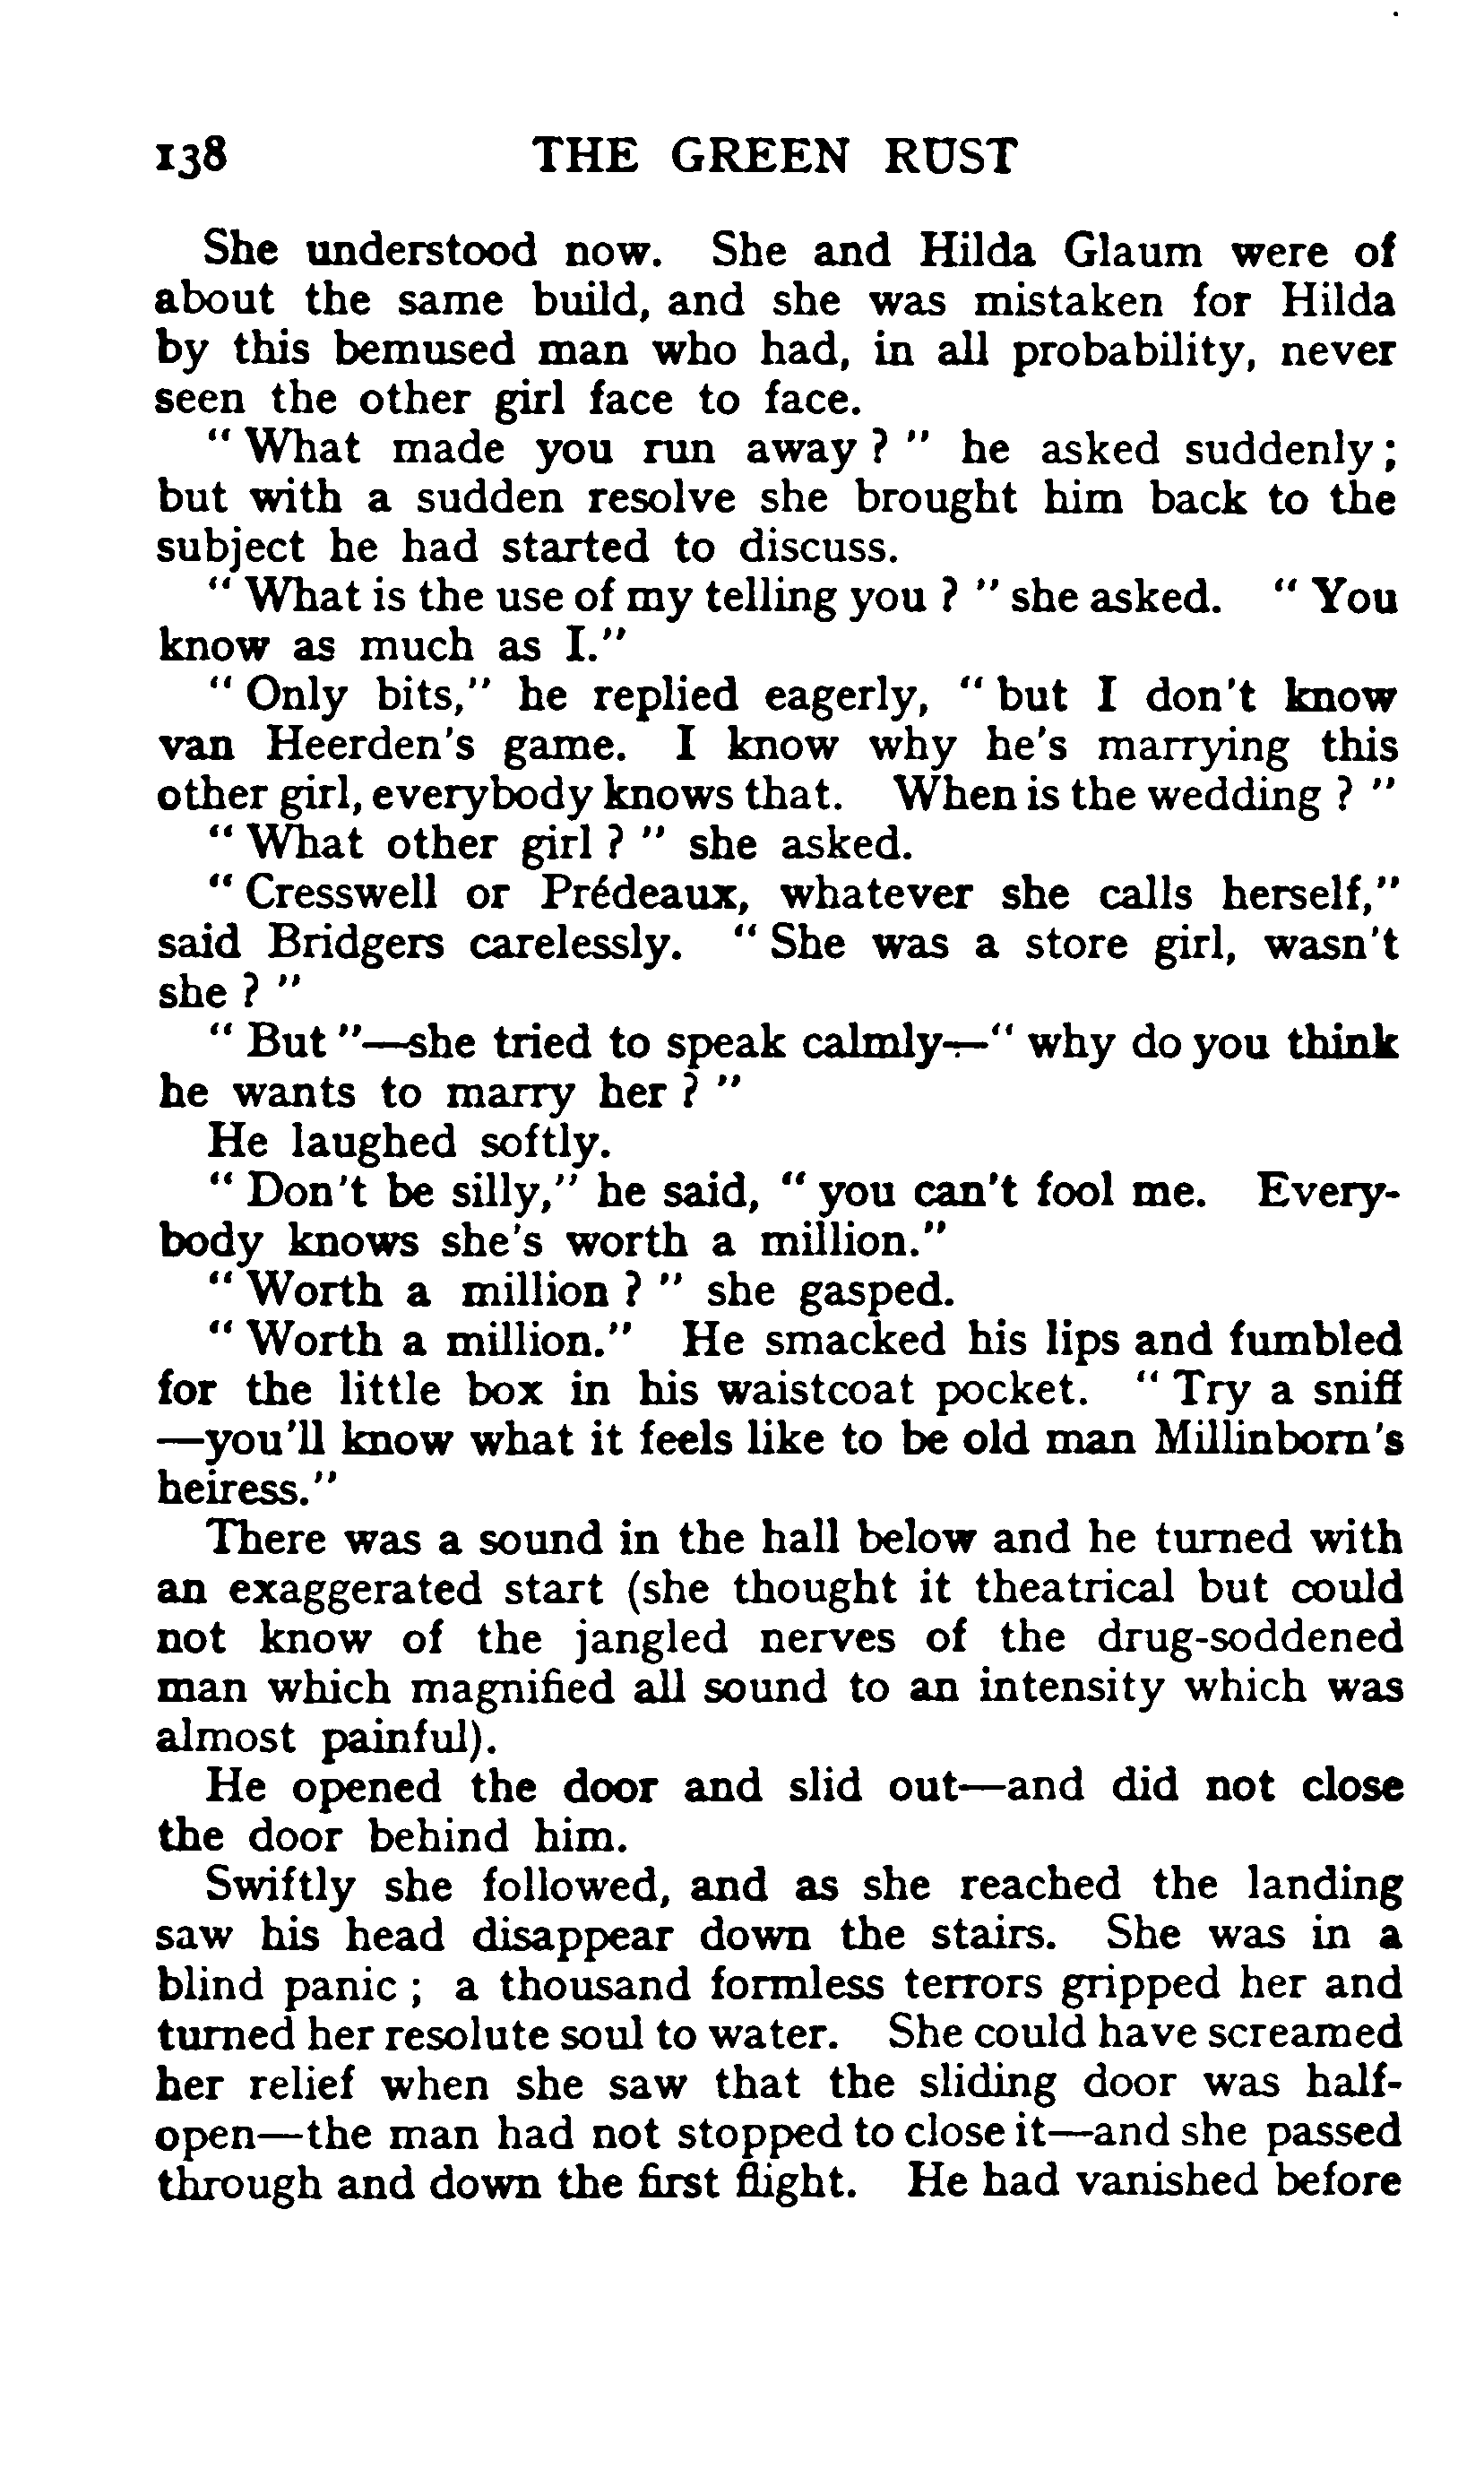 138 THE GREEN RUST
She understood now. She and Hilda Glaum were of
about the same build, and she was mistaken for Hilda
by this bemused man who had, in all probability, never
seen the other girl face to face.
" What made you run away ? " he asked suddenly ;
but with a sudden resolve she brought him back to the
subject he had started to discuss.
" What is the use of my telling you ? " she asked. " You
know as much as I."
" Only bits," he replied eagerly, " but I don't know
van Heerden's game. I know why he's marrying this
other girl, everybody knows that. When is the wedding ? "
" What other girl ? " she asked.
" Cresswell or Prédeaux, whatever she calls herself,"
said Bridgers carelessly. " She was a store girl, wasn't
she ? "
" But "—she tried to speak calmly—" why do you think
he wants to marry her ? "
He laughed softly.
" Don't be silly," he said, " you can't fool me. Every-
body knows she's worth a million."
" Worth a million ? " she gasped.
" Worth a million." He smacked his lips and fumbled
for the little box in his waistcoat pocket. " Try a sniff
—you'll know what it feels like to be old man Millinborn's
heiress."
There was a sound in the hall below and he turned with
an exaggerated start (she thought it theatrical but could
not know of the jangled nerves of the drug-soddened
man which magnified all sound to an intensity which was
almost painful).
He opened the door and slid out—and did not close
the door behind him.
Swiftly she followed, and as she reached the landing
saw his head disappear down the stairs. She was in a
blind panic ; a thousand formless terrors gripped her and
turned her resolute soul to water. She could have screamed
her relief when she saw that the sliding door was half-
open—the man had not stopped to close it—and she passed
through and down the first flight. He had vanished before